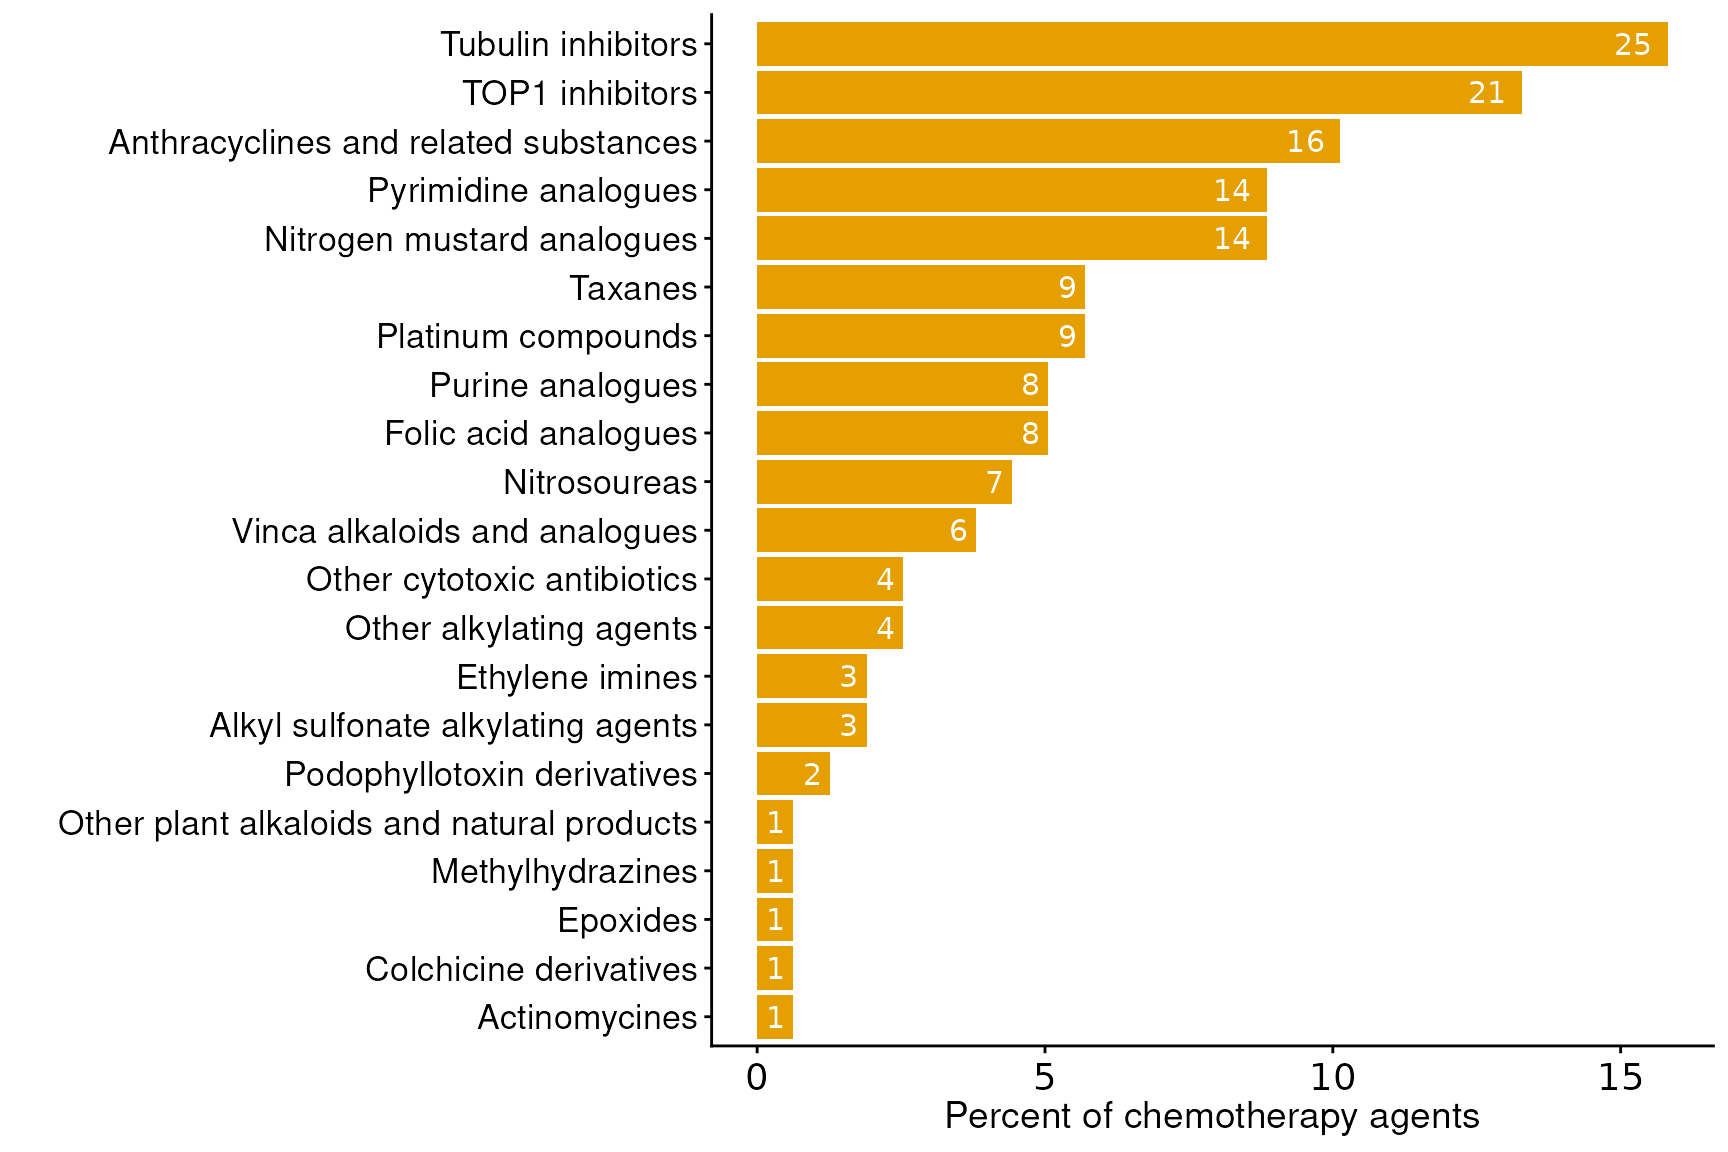 Tubulin inhibitors 25
TOP1 inhibitors 21
Anthracyclines and related substances 16
Pyrimidine analogues 14
Nitrogen mustard analogues 14
Taxanes 9
Platinum compounds 9
Purine analogues 8
Folic acid analogues 8
Nitrosoureas 7
Vinca alkaloids and analogues 6
Other cytotoxic antibiotics 4
Other alkylating agents 4
Ethylene imines 3
Alkyl sulfonate alkylating agents 3
Podophyllotoxin derivatives 2
Other plant alkaloids and natural products 1
Methylhydrazines 1
Epoxides 1
Colchicine derivatives 1
Actinomycines 1
0 5 10 15
Percent of chemotherapy agents